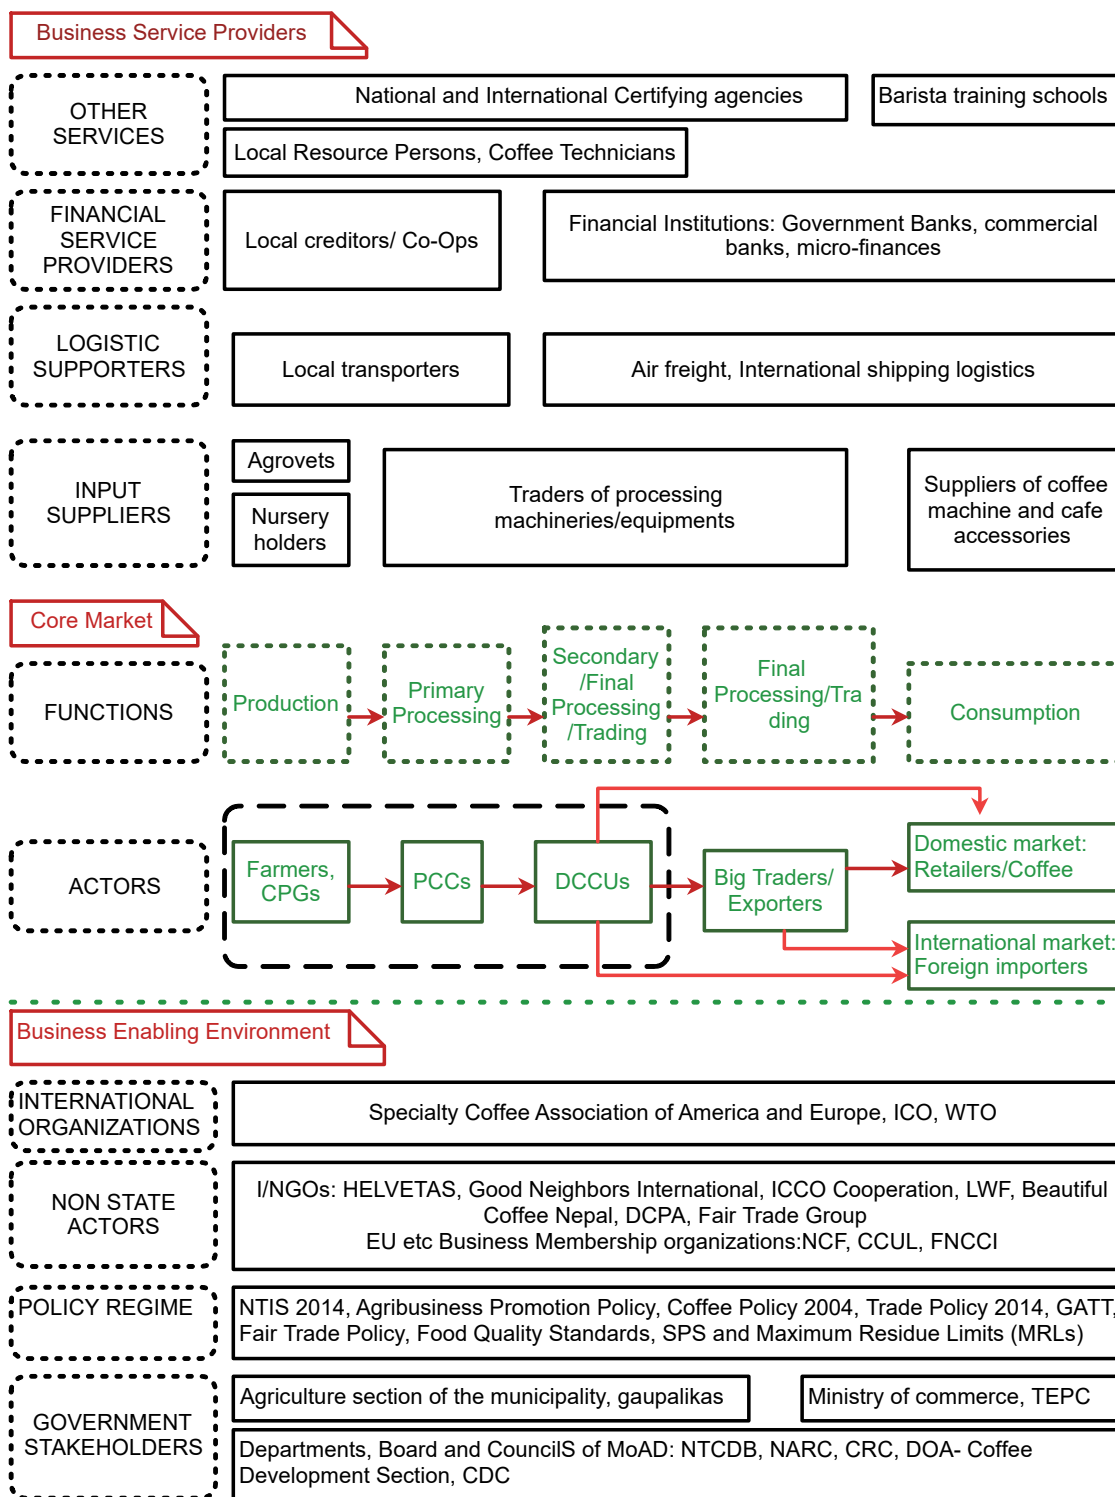 Business Service Providers
OTHER
SERVICES
National and International Certifying agencies
Barista training schools
Local Resource Persons, Coffee Technicians
FINANCIAL
SERVICE
PROVIDERS
Local creditors/ Co-Ops
Financial Institutions: Government Banks, commercial
banks, micro-finances
LOGISTIC
SUPPORTERS
Local transporters
Air freight, International shipping logistics
INPUT
SUPPLIERS
Agrovets
Nursery
holders
Traders of processing
machineries/equipments
Suppliers of coffee
machine and cafe
accessories
Core Market
FUNCTIONS
Production
Primary
Processing
Secondary
/Final
Processing
/Trading
Final
Processing/Tra
ding
Consumption
ACTORS
Farmers,
CPGs
PCCs
DCCUs
Big Traders/
Exporters
Domestic market:
Retailers/Coffee
International market:
Foreign importers
Business Enabling Environment
INTERNATIONAL
ORGANIZATIONS
Specialty Coffee Association of America and Europe, ICO, WTO
NON STATE
ACTORS
I/NGOs: HELVETAS, Good Neighbors International, ICCO Cooperation, LWF, Beautiful
Coffee Nepal, DCPA, Fair Trade Group
EU etc Business Membership organizations:NCF, CCUL, FNCCI
POLICY REGIME
NTIS 2014, Agribusiness Promotion Policy, Coffee Policy 2004, Trade Policy 2014, GATT,
Fair Trade Policy, Food Quality Standards, SPS and Maximum Residue Limits (MRLs)
GOVERNMENT
STAKEHOLDERS
Agriculture section of the municipality, gaupalikas
Ministry of commerce, TEPC
Departments, Board and CouncilS of MoAD: NTCDB, NARC, CRC, DOA- Coffee
Development Section, CDC